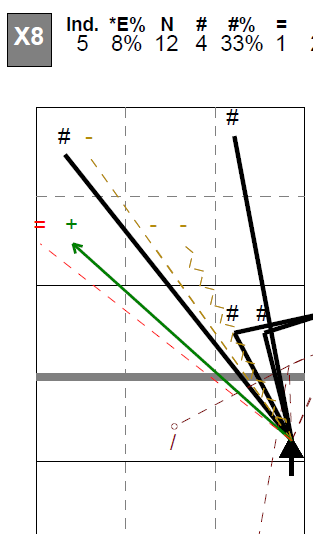 X8
Ind. *E% N # #% =
5 8% 12 4 33% 1
#
# -
= + - -
# #
/